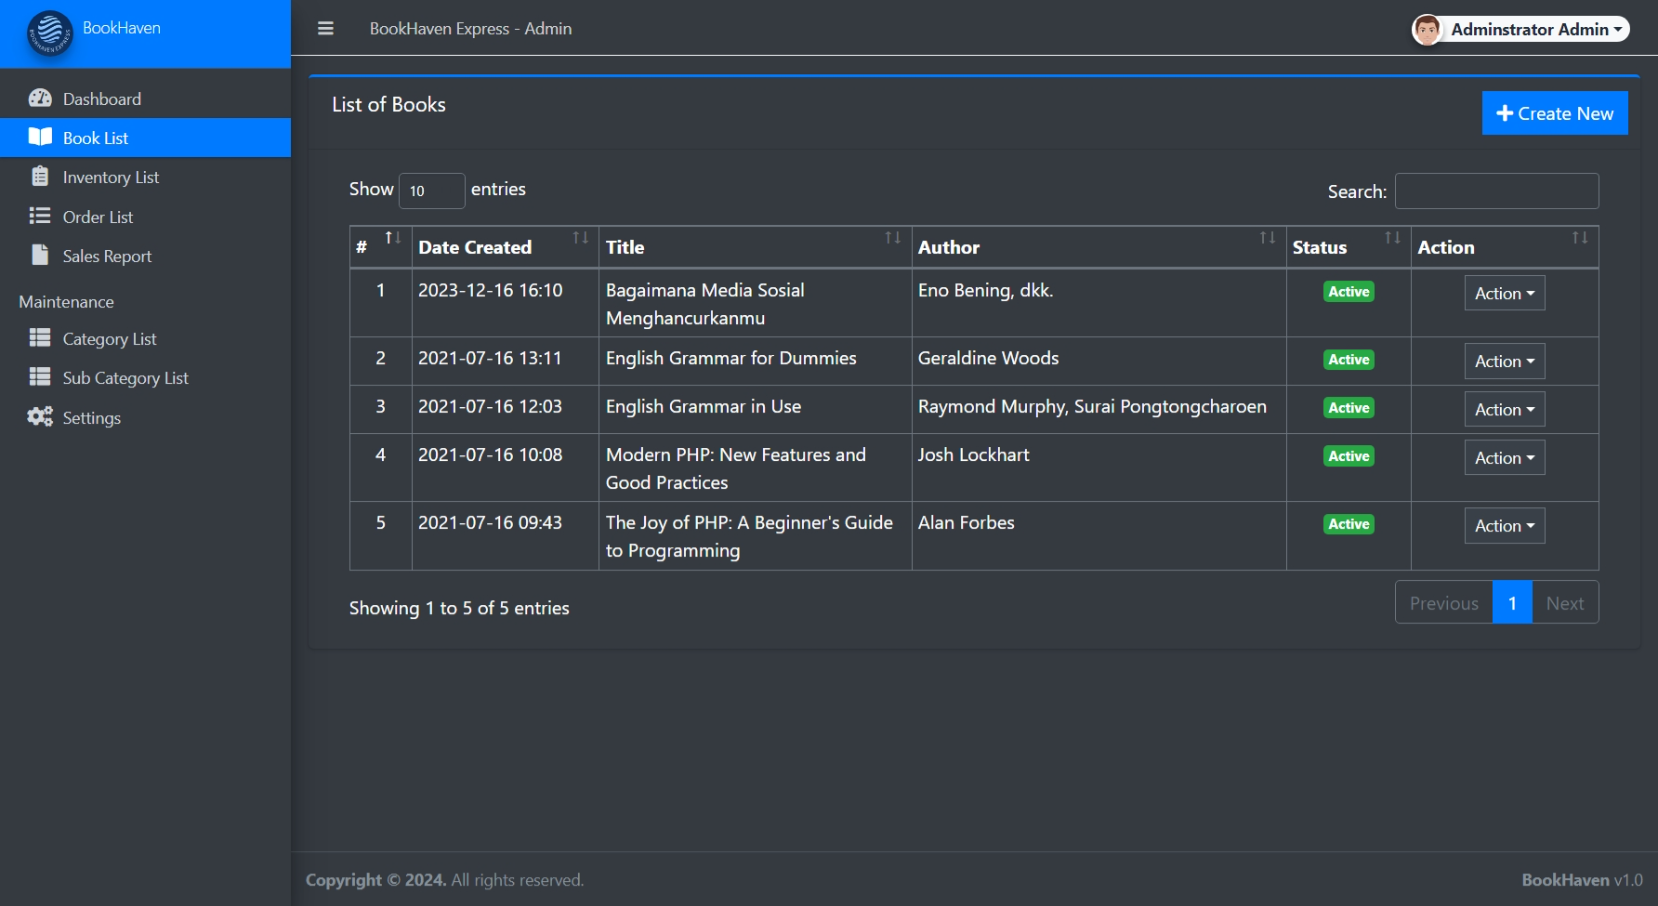 BOOKHAVEN EXPRESS
BookHaven
BookHaven Express - Admin
Adminstrator Admin
Dashboard
Book List
Inventory List
Order List
Sales Report
Maintenance
Category List
Sub Category List
Settings
List of Books
Create New
Show 10 entries
Search:
# Date Created Title Author Status Action
1 2023-12-16 16:10 Bagaimana Media Sosial Eno Bening, dkk. Active Action
Menghancurkanmu
2 2021-07-16 13:11 English Grammar for Dummies Geraldine Woods Active Action
3 2021-07-16 12:03 English Grammar in Use Raymond Murphy, Surai Pongtongcharoen Active Action
4 2021-07-16 10:08 Modern PHP: New Features and Josh Lockhart Active Action
Good Practices
5 2021-07-16 09:43 The Joy of PHP: A Beginner's Guide Alan Forbes Active Action
to Programming
Showing 1 to 5 of 5 entries
Previous 1 Next
Copyright © 2024. All rights reserved.
BookHaven v1.0